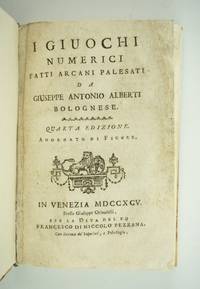 I GIUOCHI
NUMERICI
FATTI ARCANI PALESATI
DA
GIUSEPPE ANTONIO ALBERTI
BOLOGNESE.
QUARTA EDIZIONE.
ADORNATO DI FIGURE.
IN VENEZIA MDCCXCV.
Presso Giuseppe Orlandelli,
PER LA DITA DEL FU
FRANCESCO DI NICCOLO' PEZZANA.
Con licenza de' Superiori, e Privilegio.